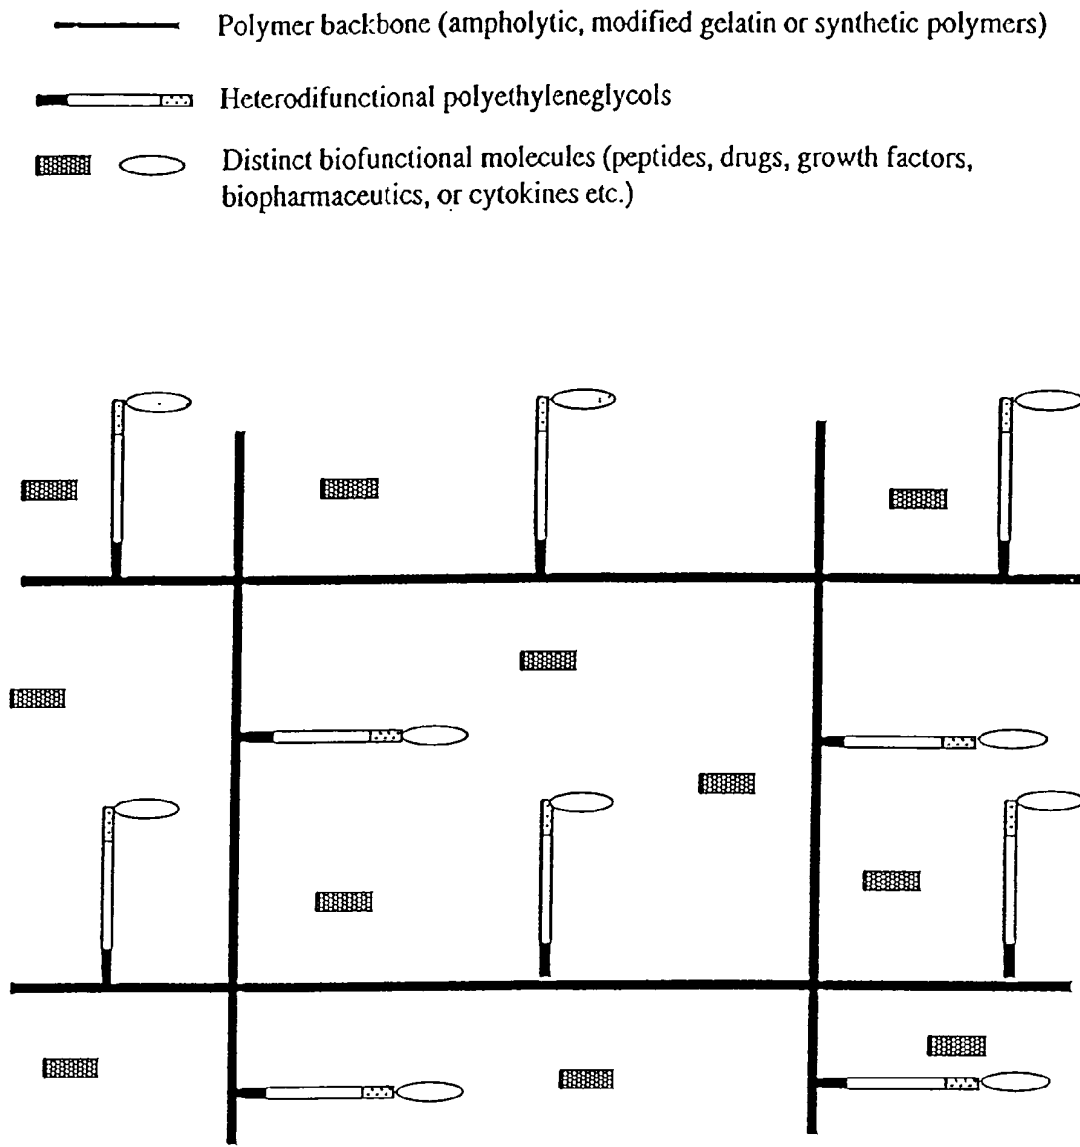 Polymer backbone (ampholytic, modified gelatin or synthetic polymers)
Heterodifunctional polyethyleneglycols
Distinct biofunctional molecules (peptides, drugs, growth factors,
biopharmaceutics, or cytokines etc.)